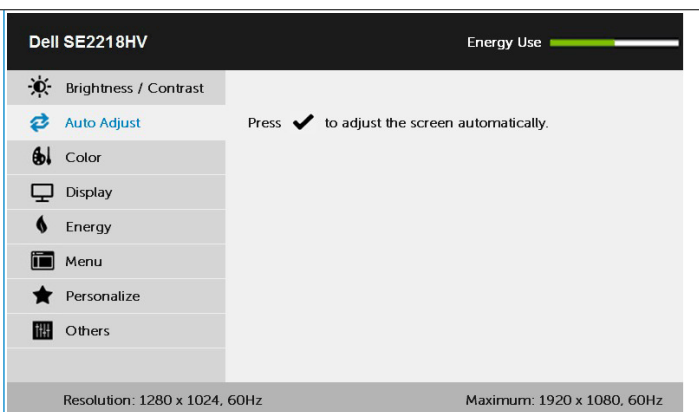 Dell SE2218HV
Energy Use
Brightness / Contrast
Auto Adjust
Press ✔ to adjust the screen automatically.
Color
Display
Energy
Menu
Personalize
Others
Resolution: 1280 x 1024, 60Hz
Maximum: 1920 x 1080, 60Hz